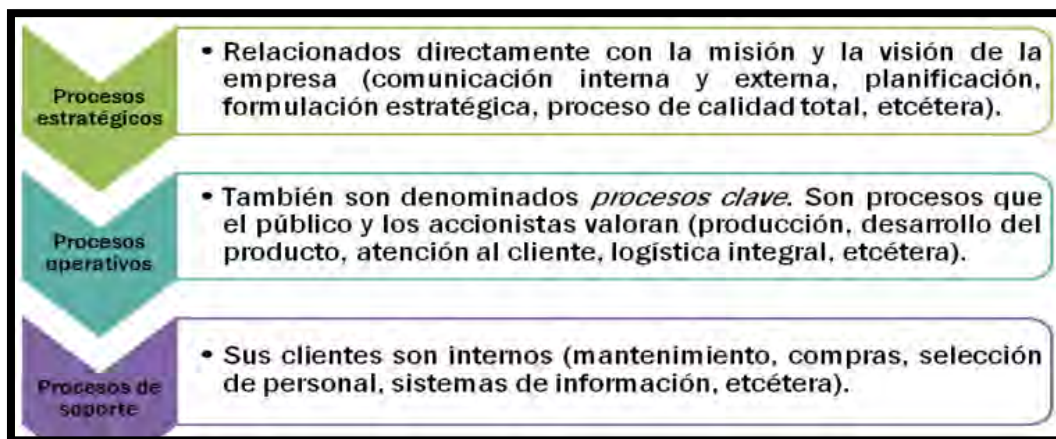 Procesos
estratégicos
• Relacionados directamente con la misión y la visión de la
empresa (comunicación interna y externa, planificación,
formulación estratégica, proceso de calidad total, etcétera).
Procesos
operativos
• También son denominados procesos clave. Son procesos que
el público y los accionistas valoran (producción, desarrollo del
producto, atención al cliente, logística integral, etcétera).
Procesos de
soporte
• Sus clientes son internos (mantenimiento, compras, selección
de personal, sistemas de información, etcétera).